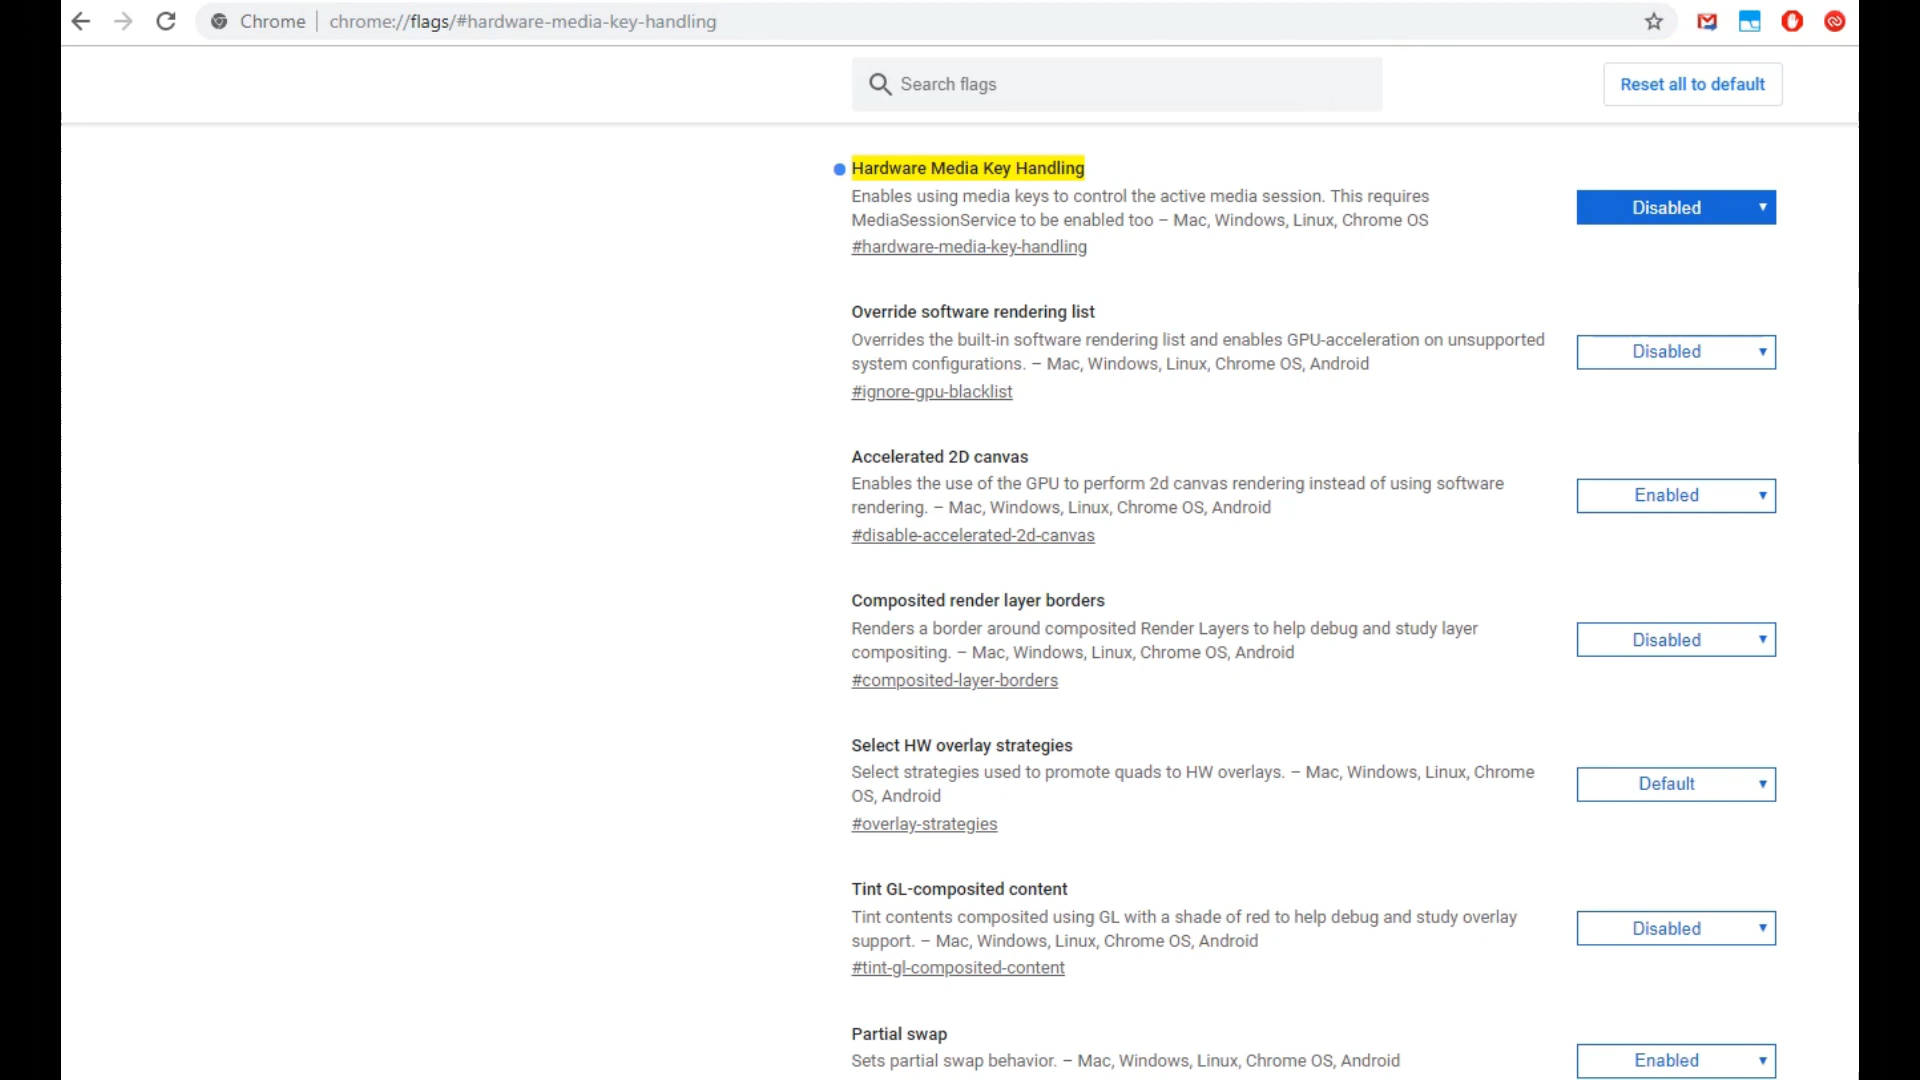 Chrome | chrome://flags/#hardware-media-key-handling
Search flags
Reset all to default
Hardware Media Key Handling
Enables using media keys to control the active media session. This requires
MediaSessionService to be enabled too – Mac, Windows, Linux, Chrome OS
#hardware-media-key-handling
Disabled
Override software rendering list
Overrides the built-in software rendering list and enables GPU-acceleration on unsupported
system configurations. – Mac, Windows, Linux, Chrome OS, Android
#ignore-gpu-blacklist
Disabled
Accelerated 2D canvas
Enables the use of the GPU to perform 2d canvas rendering instead of using software
rendering. – Mac, Windows, Linux, Chrome OS, Android
#disable-accelerated-2d-canvas
Enabled
Composited render layer borders
Renders a border around composited Render Layers to help debug and study layer
compositing. – Mac, Windows, Linux, Chrome OS, Android
#composited-layer-borders
Disabled
Select HW overlay strategies
Select strategies used to promote quads to HW overlays. – Mac, Windows, Linux, Chrome
OS, Android
#overlay-strategies
Default
Tint GL-composited content
Tint contents composited using GL with a shade of red to help debug and study overlay
support. – Mac, Windows, Linux, Chrome OS, Android
#tint-gl-composited-content
Disabled
Partial swap
Sets partial swap behavior. – Mac, Windows, Linux, Chrome OS, Android
Enabled